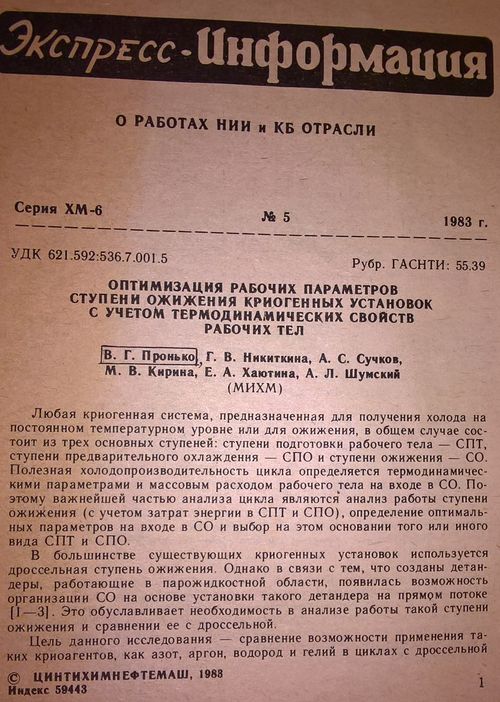 Экспресс-Информация
О РАБОТАХ НИИ и КБ ОТРАСЛИ
Серия ХМ-6 № 5 1983 г.
УДК 621.592:536.7.001.5 Рубр. ГАСНТИ: 55.39
ОПТИМИЗАЦИЯ РАБОЧИХ ПАРАМЕТРОВ
СТУПЕНИ ОЖИЖЕНИЯ КРИОГЕННЫХ УСТАНОВОК
С УЧЕТОМ ТЕРМОДИНАМИЧЕСКИХ СВОЙСТВ
РАБОЧИХ ТЕЛ
В. Г. Пронько, Г. В. Никиткина, А. С. Сучков,
М. В. Кирина, Е. А. Хаютина, А. Л. Шумский
(МИХМ)
Любая криогенная система, предназначенная для получения холода на
постоянном температурном уровне или для ожижения, в общем случае сос-
тоит из трех основных ступеней: ступени подготовки рабочего тела — СПТ,
ступени предварительного охлаждения — СПО и ступени ожижения — СО.
Полезная холодопроизводительность цикла определяется термодинамичес-
кими параметрами и массовым расходом рабочего тела на входе в СО. По-
этому важнейшей частью анализа цикла являются анализ работы ступени
ожижения (с учетом затрат энергии в СПТ и СПО), определение оптималь-
ных параметров на входе в СО и выбор на этом основании того или иного
вида СПТ и СПО.
В большинстве существующих криогенных установок используется
дроссельная ступень ожижения. Однако в связи с тем, что созданы детан-
деры, работающие в парожидкостной области, появилась возможность
организации СО на основе установки такого детандера на прямом потоке
[1—3]. Это обуславливает необходимость в анализе работы такой ступени
ожижения и сравнении ее с дроссельной.
Цель данного исследования — сравнение возможности применения та-
ких криоагентов, как азот, аргон, водород и гелий в циклах с дроссельной
© ЦИНТИХИМНЕФТЕМАШ, 1983
Индекс 59443 1